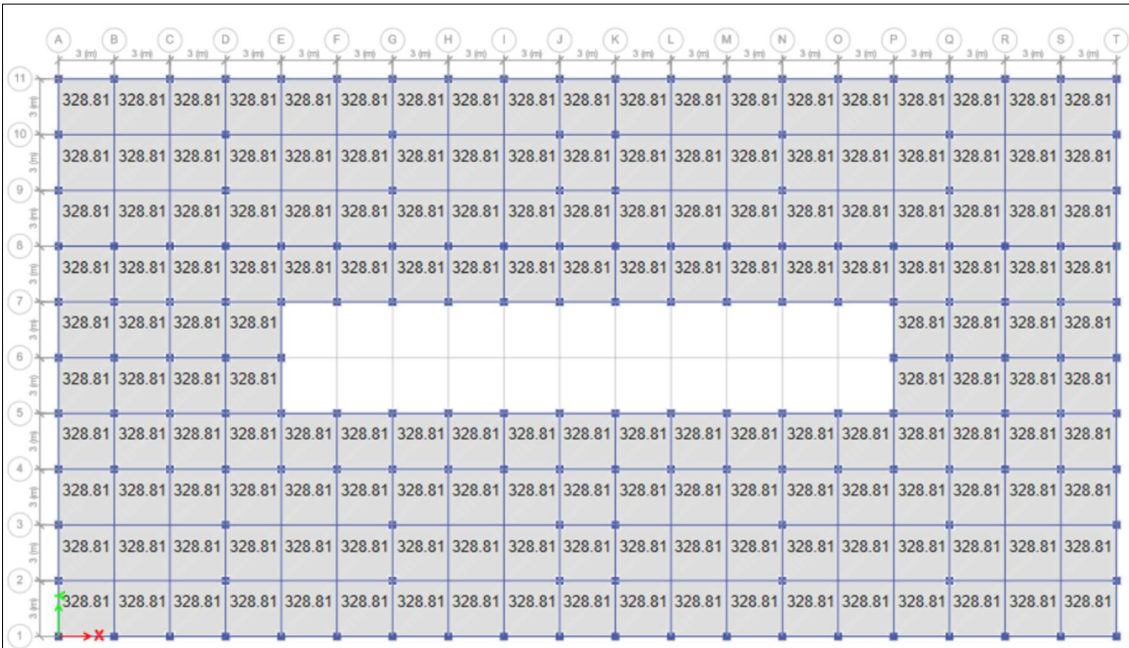 A B C D E F G H I J K L M N O P Q R S T
3 (m) 3 (m) 3 (m) 3 (m) 3 (m) 3 (m) 3 (m) 3 (m) 3 (m) 3 (m) 3 (m) 3 (m) 3 (m) 3 (m) 3 (m) 3 (m) 3 (m) 3 (m) 3 (m)
11
3 (m) 328.81 328.81 328.81 328.81 328.81 328.81 328.81 328.81 328.81 328.81 328.81 328.81 328.81 328.81 328.81 328.81 328.81 328.81 328.81
10
3 (m) 328.81 328.81 328.81 328.81 328.81 328.81 328.81 328.81 328.81 328.81 328.81 328.81 328.81 328.81 328.81 328.81 328.81 328.81 328.81
9
3 (m) 328.81 328.81 328.81 328.81 328.81 328.81 328.81 328.81 328.81 328.81 328.81 328.81 328.81 328.81 328.81 328.81 328.81 328.81 328.81
8
3 (m) 328.81 328.81 328.81 328.81 328.81 328.81 328.81 328.81 328.81 328.81 328.81 328.81 328.81 328.81 328.81 328.81 328.81 328.81 328.81
7
3 (m) 328.81 328.81 328.81 328.81 328.81 328.81 328.81 328.81
6
3 (m) 328.81 328.81 328.81 328.81 328.81 328.81 328.81 328.81
5
3 (m) 328.81 328.81 328.81 328.81 328.81 328.81 328.81 328.81 328.81 328.81 328.81 328.81 328.81 328.81 328.81 328.81 328.81 328.81 328.81
4
3 (m) 328.81 328.81 328.81 328.81 328.81 328.81 328.81 328.81 328.81 328.81 328.81 328.81 328.81 328.81 328.81 328.81 328.81 328.81 328.81
3
3 (m) 328.81 328.81 328.81 328.81 328.81 328.81 328.81 328.81 328.81 328.81 328.81 328.81 328.81 328.81 328.81 328.81 328.81 328.81 328.81
2
3 (m) 328.81 328.81 328.81 328.81 328.81 328.81 328.81 328.81 328.81 328.81 328.81 328.81 328.81 328.81 328.81 328.81 328.81 328.81 328.81
Y
1 X